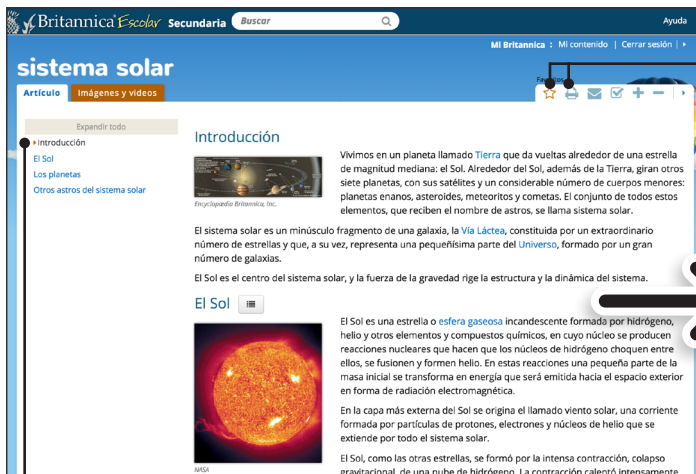 Britannica Escolar Secundaria Buscar Ayuda
Mi Britannica : Mi contenido | Cerrar sesión |
sistema solar
Favoritos
Artículo Imágenes y videos
Expandir todo
Introducción
El Sol
Los planetas
Otros astros del sistema solar
Introducción
Encyclopædia Britannica, Inc.
Vivimos en un planeta llamado Tierra que da vueltas alrededor de una estrella
de magnitud mediana: el Sol. Alrededor del Sol, además de la Tierra, giran otros
siete planetas, con sus satélites y un considerable número de cuerpos menores:
planetas enanos, asteroides, meteoritos y cometas. El conjunto de todos estos
elementos, que reciben el nombre de astros, se llama sistema solar.
El sistema solar es un minúsculo fragmento de una galaxia, la Vía Láctea, constituida por un extraordinario
número de estrellas y que, a su vez, representa una pequeñísima parte del Universo, formado por un gran
número de galaxias.
El Sol es el centro del sistema solar, y la fuerza de la gravedad rige la estructura y la dinámica del sistema.
El Sol
NASA
El Sol es una estrella o esfera gaseosa incandescente formada por hidrógeno,
helio y otros elementos y compuestos químicos, en cuyo núcleo se producen
reacciones nucleares que hacen que los núcleos de hidrógeno choquen entre
ellos, se fusionen y formen helio. En estas reacciones una pequeña parte de la
masa inicial se transforma en energía que será emitida hacia el espacio exterior
en forma de radiación electromagnética.
En la capa más externa del Sol se origina el llamado viento solar, una corriente
formada por partículas de protones, electrones y núcleos de helio que se
extiende por todo el sistema solar.
El Sol, como las otras estrellas, se formó por la intensa contracción, colapso
gravitacional, de una nube de hidrógeno. La contracción calentó intensamente